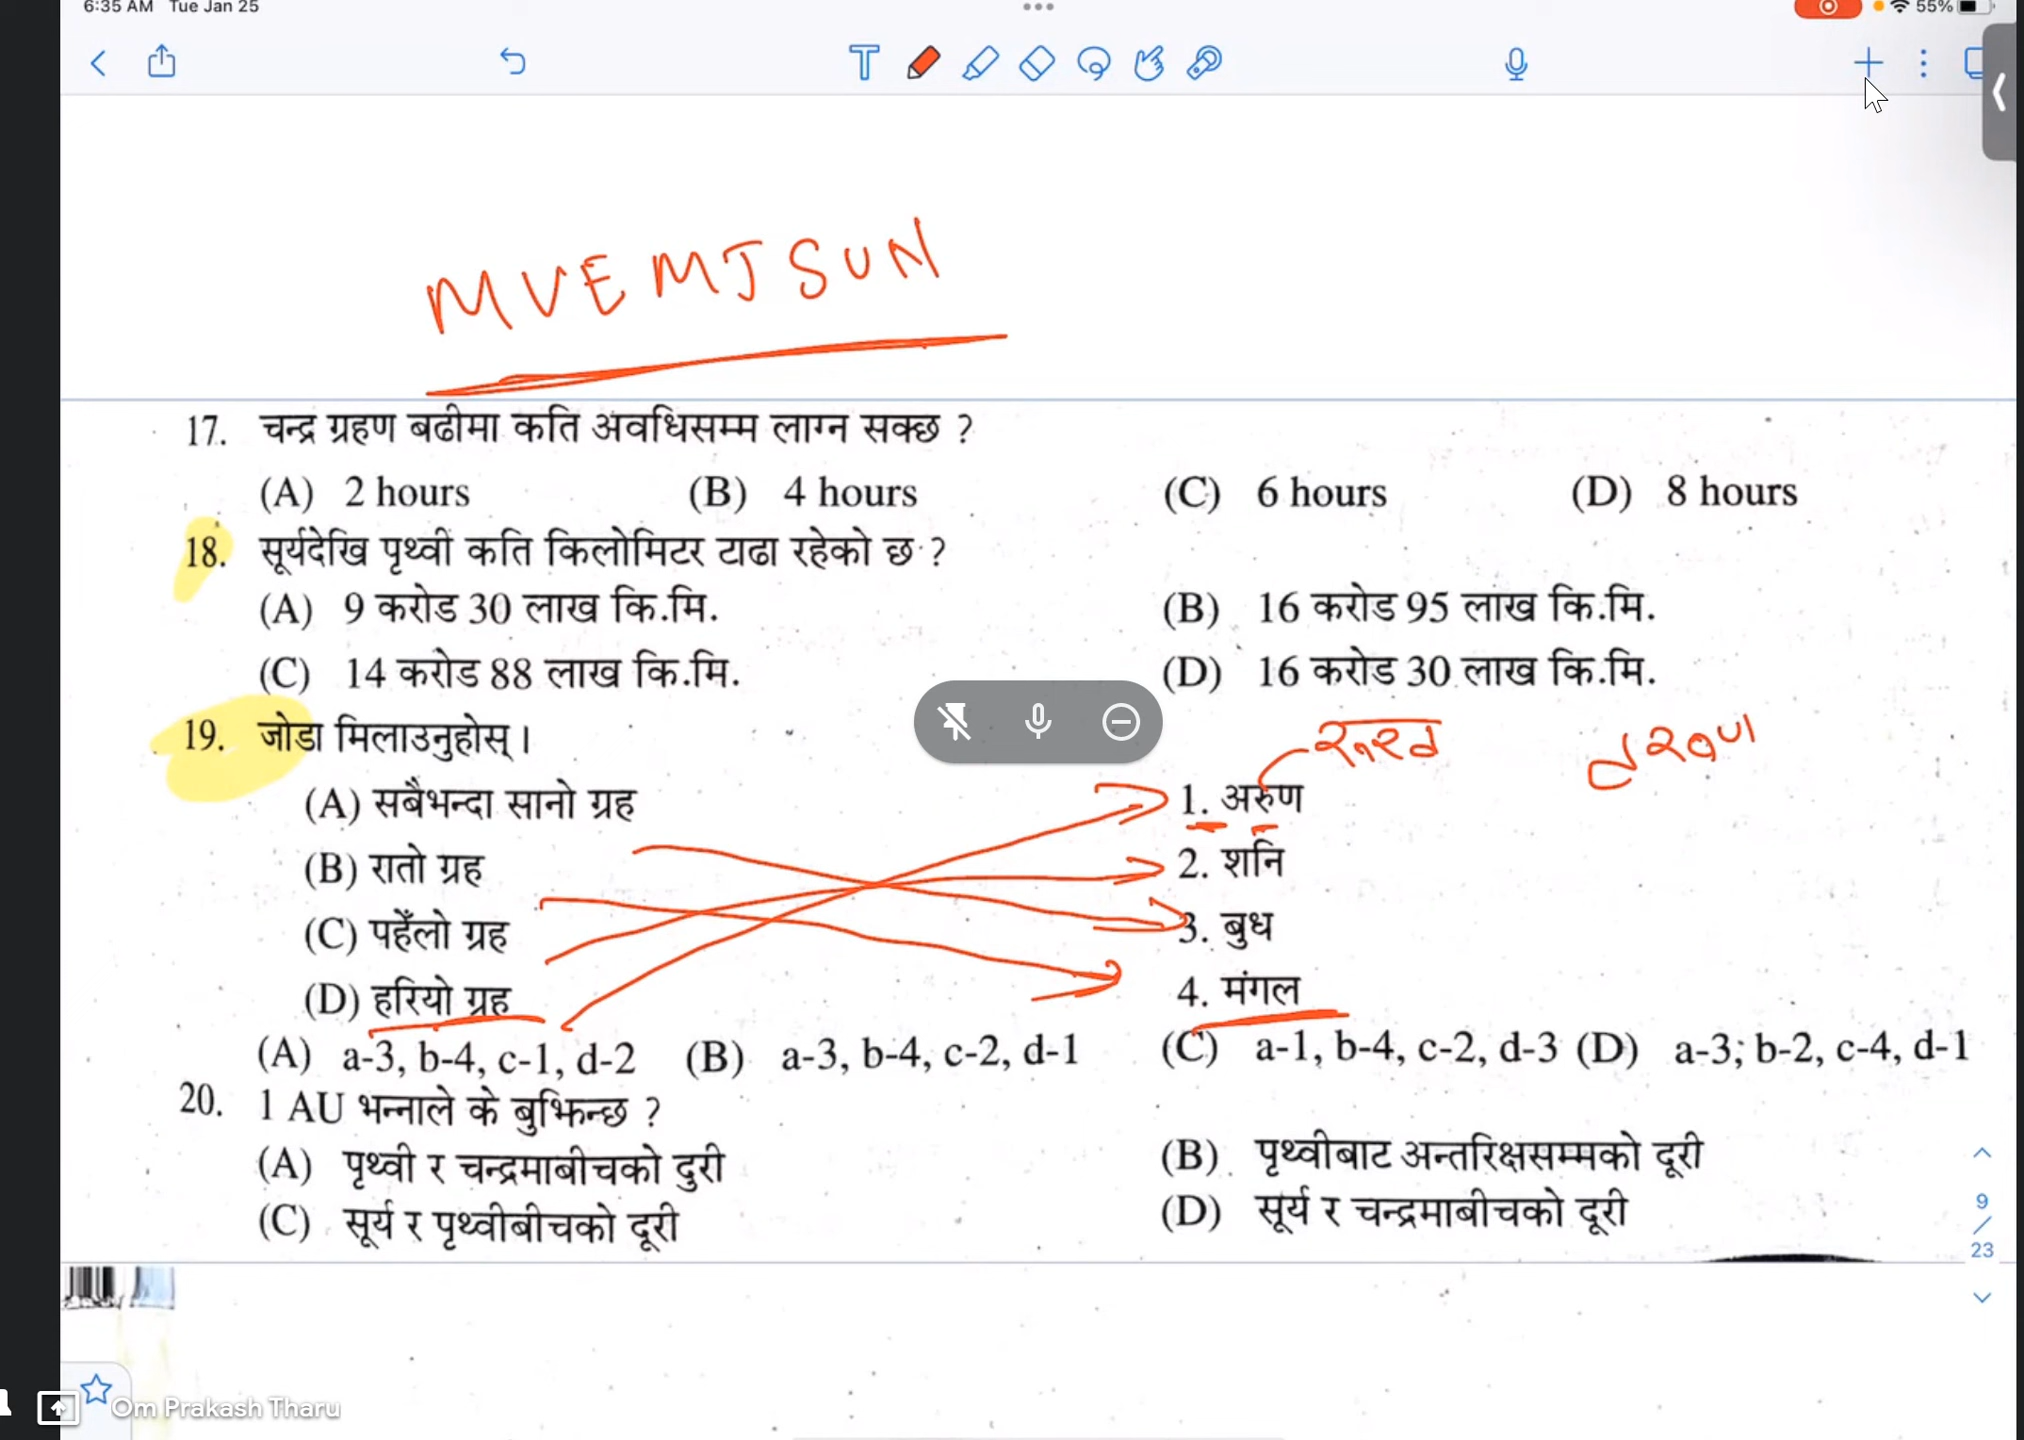 6:35 AM Tue Jan 25
55%
MVEMJSUN
17. चन्द्र ग्रहण बढीमा कति अवधिसम्म लाग्न सक्छ ?
(A) 2 hours (B) 4 hours (C) 6 hours (D) 8 hours
18. सूर्यदेखि पृथ्वी कति किलोमिटर टाढा रहेको छ ?
(A) 9 करोड 30 लाख कि.मि. (B) 16 करोड 95 लाख कि.मि.
(C) 14 करोड 88 लाख कि.मि. (D) 16 करोड 30 लाख कि.मि.
19. जोडा मिलाउनुहोस् ।
(A) सबैभन्दा सानो ग्रह 1. अरुण
(B) रातो ग्रह 2. शनि
(C) पहेँलो ग्रह 3. बुध
(D) हरियो ग्रह 4. मंगल
(A) a-3, b-4, c-1, d-2 (B) a-3, b-4, c-2, d-1 (C) a-1, b-4, c-2, d-3 (D) a-3; b-2, c-4, d-1
20. 1 AU भन्नाले के बुझिन्छ ?
(A) पृथ्वी र चन्द्रमाबीचको दुरी (B) पृथ्वीबाट अन्तरिक्षसम्मको दूरी
(C) सूर्य र पृथ्वीबीचको दूरी (D) सूर्य र चन्द्रमाबीचको दूरी
9/23
Om Prakash Tharu